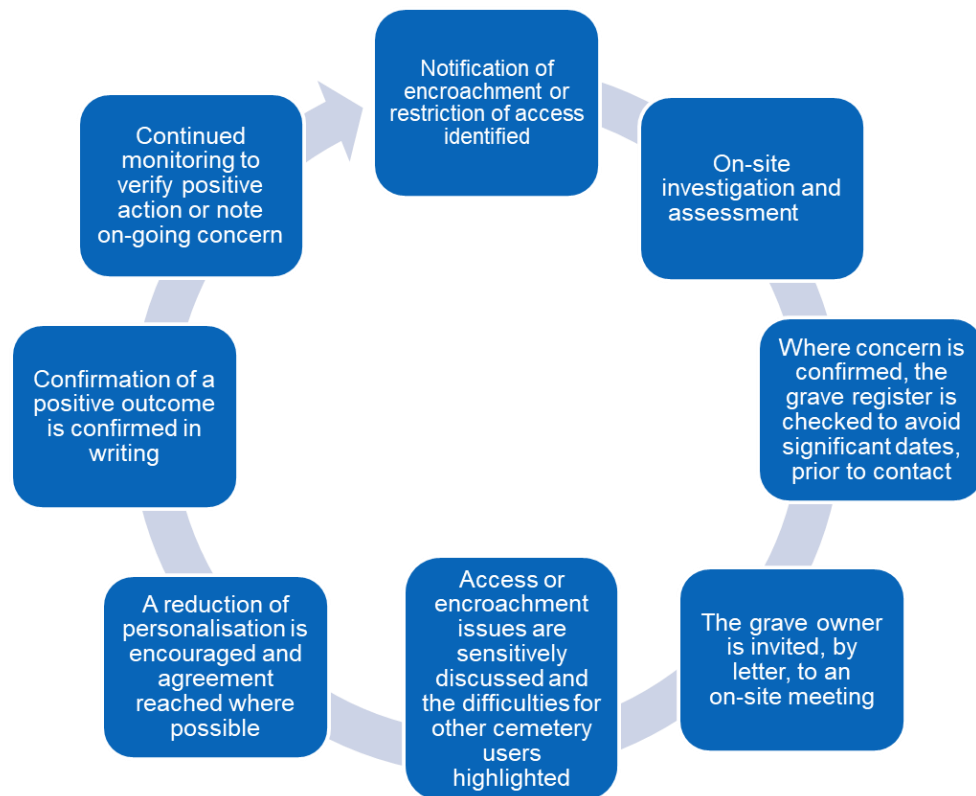 Notification of
encroachment or
restriction of access
identified
On-site
investigation and
assessment
Where concern is
confirmed, the
grave register is
checked to avoid
significant dates,
prior to contact
The grave owner
is invited, by
letter, to an
on-site meeting
Access or
encroachment
issues are
sensitively
discussed and
the difficulties for
other cemetery
users
highlighted
A reduction of
personalisation is
encouraged and
agreement
reached where
possible
Confirmation of a
positive outcome
is confirmed in
writing
Continued
monitoring to
verify positive
action or note
on-going concern